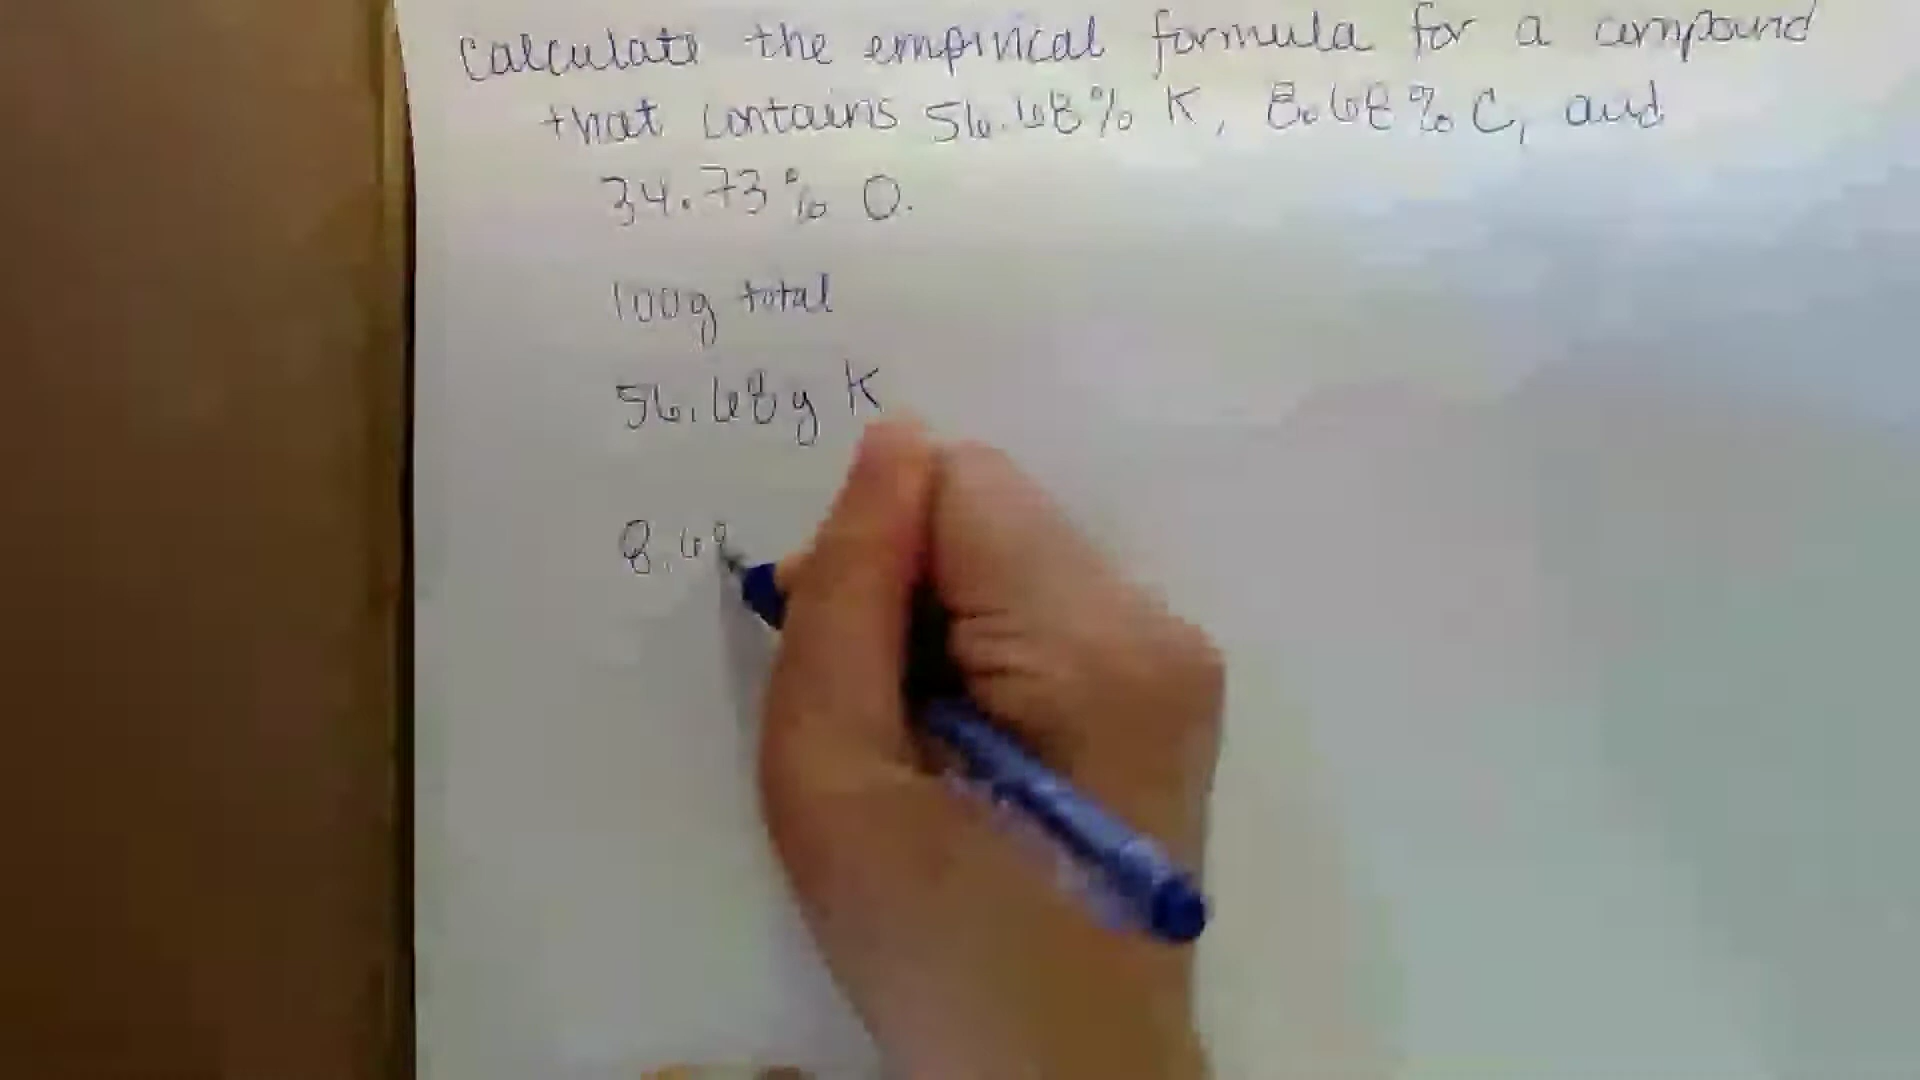 Calculate the empirical formula for a compound
that contains 56.68% K, 8.68% C, and
34.73% O.
100g total
56.68g K
8.68